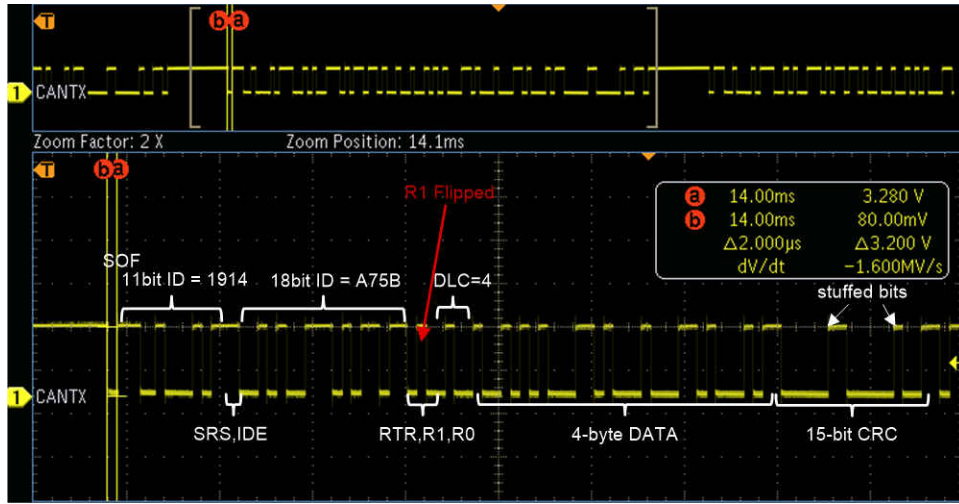 T
b a
1 CANTX
Zoom Factor: 2 X Zoom Position: 14.1ms
T
b a
R1 Flipped
a 14.00ms 3.280 V
b 14.00ms 80.00mV
Δ2.000µs Δ3.200 V
dV/dt −1.600MV/s
SOF
11bit ID = 1914 18bit ID = A75B DLC=4 stuffed bits
1 CANTX
SRS,IDE RTR,R1,R0 4-byte DATA 15-bit CRC